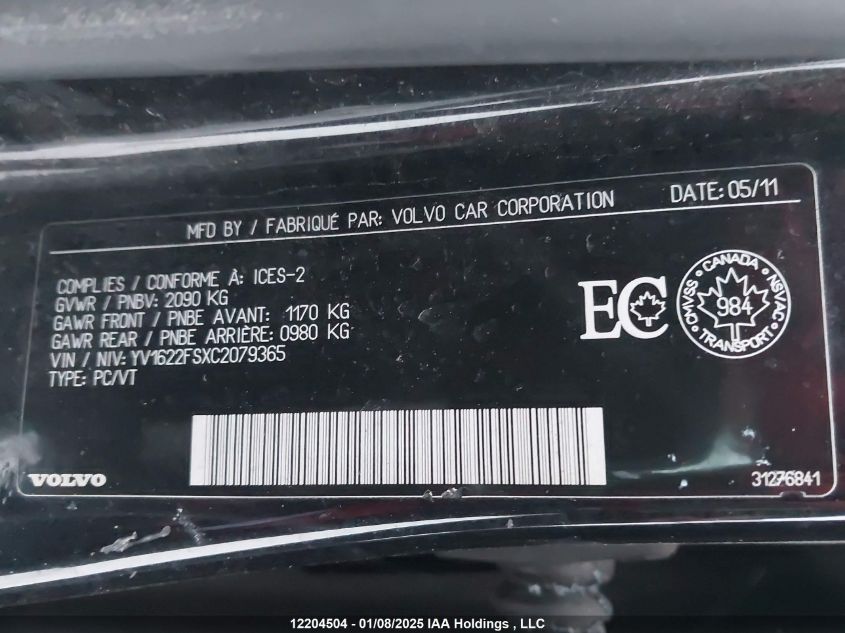 MFD BY / FABRIQUÉ PAR: VOLVO CAR CORPORATION DATE: 05/11
COMPLIES / CONFORME À: ICES-2
GVWR / PNBV: 2090 KG
GAWR FRONT / PNBE AVANT: 1170 KG
GAWR REAR / PNBE ARRIÈRE: 0980 KG
VIN / NIV: YV1622FSXC2079365
TYPE: PC/VT
EC
CANADA
CMVSS NSVAC
984
TRANSPORT
VOLVO
31276841
12204504 - 01/08/2025 IAA Holdings , LLC